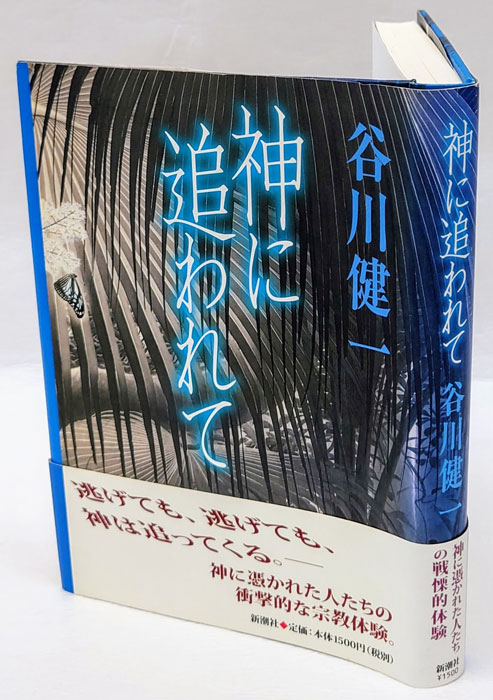 谷川健一
神に
追われて
逃げても、逃げても、
神は追ってくる。―
神に憑かれた人たちの
衝撃的な宗教体験。
新潮社◆定価:本体1500円(税別)
神に追われて 谷川健一
神に憑かれた人たち
の戦慄的体験
新潮社
¥1500